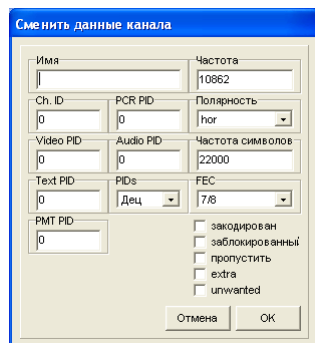 Сменить данные канала
Имя Частота
10862
Ch. ID PCR PID Полярность
0 0 hor
Video PID Audio PID Частота символов
0 0 22000
Text PID PIDs FEC
0 Дец 7/8
PMT PID
0
закодирован
заблокированный
пропустить
extra
unwanted
Отмена OK